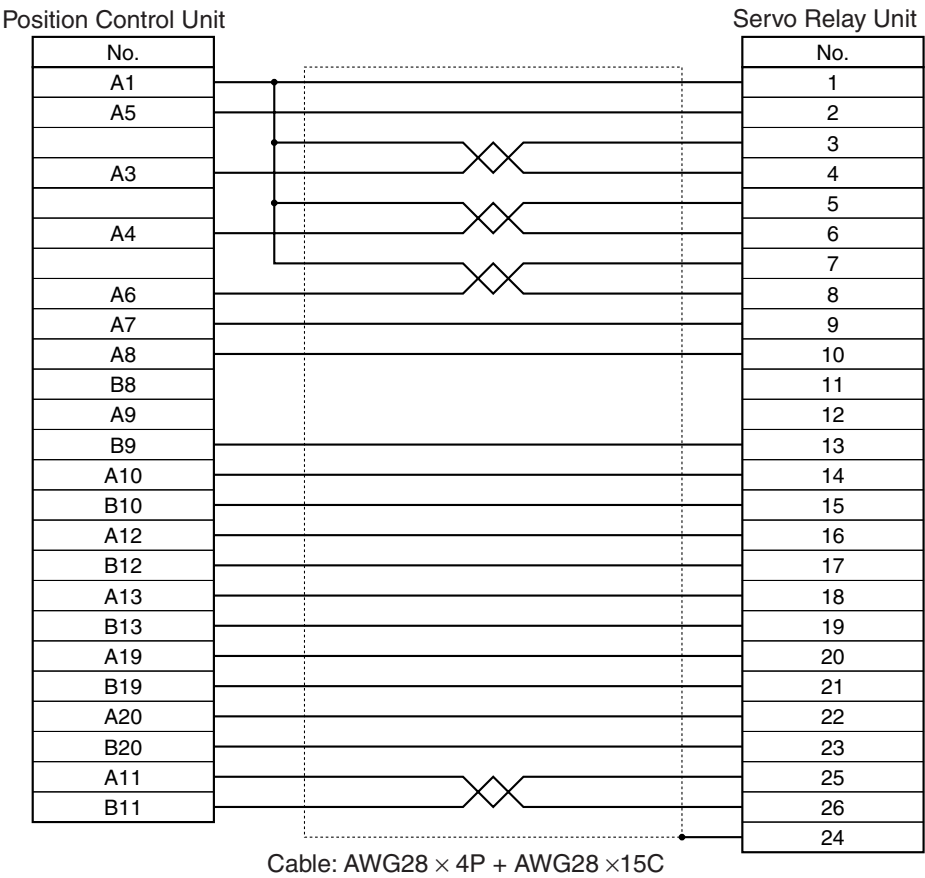 Position Control Unit Servo Relay Unit
No. No.
A1 1
A5 2
3
A3 4
5
A4 6
7
A6 8
A7 9
A8 10
B8 11
A9 12
B9 13
A10 14
B10 15
A12 16
B12 17
A13 18
B13 19
A19 20
B19 21
A20 22
B20 23
A11 25
B11 26
24
Cable: AWG28 × 4P + AWG28 ×15C